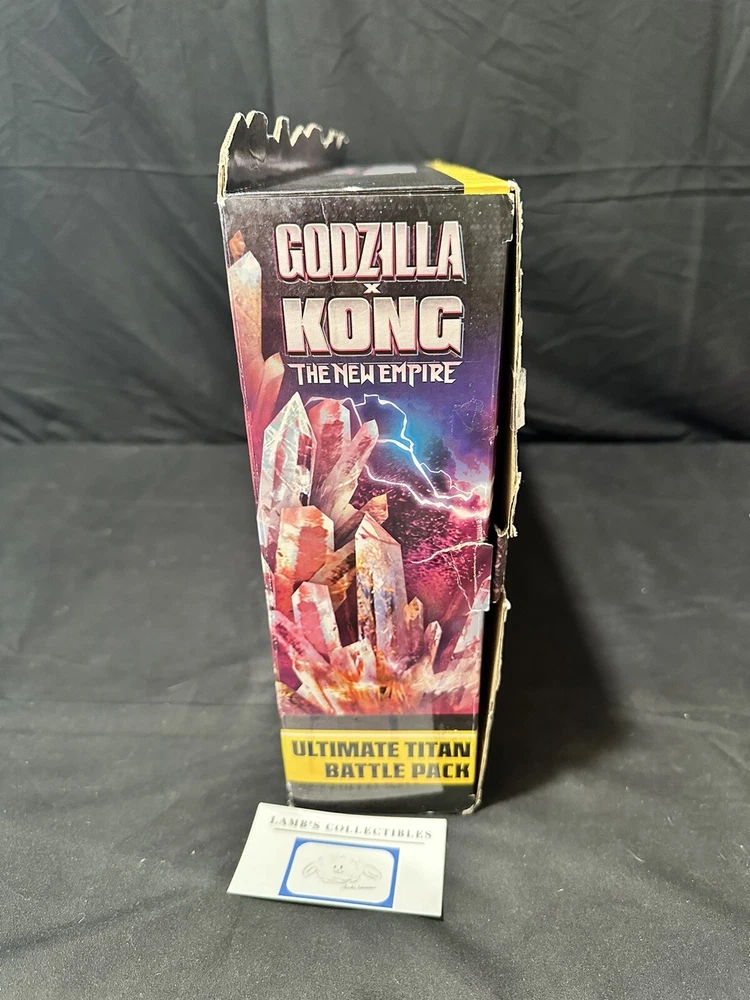 GODZILLA
x
KONG
THE NEW EMPIRE
ULTIMATE TITAN
BATTLE PACK
LAMB'S COLLECTIBLES